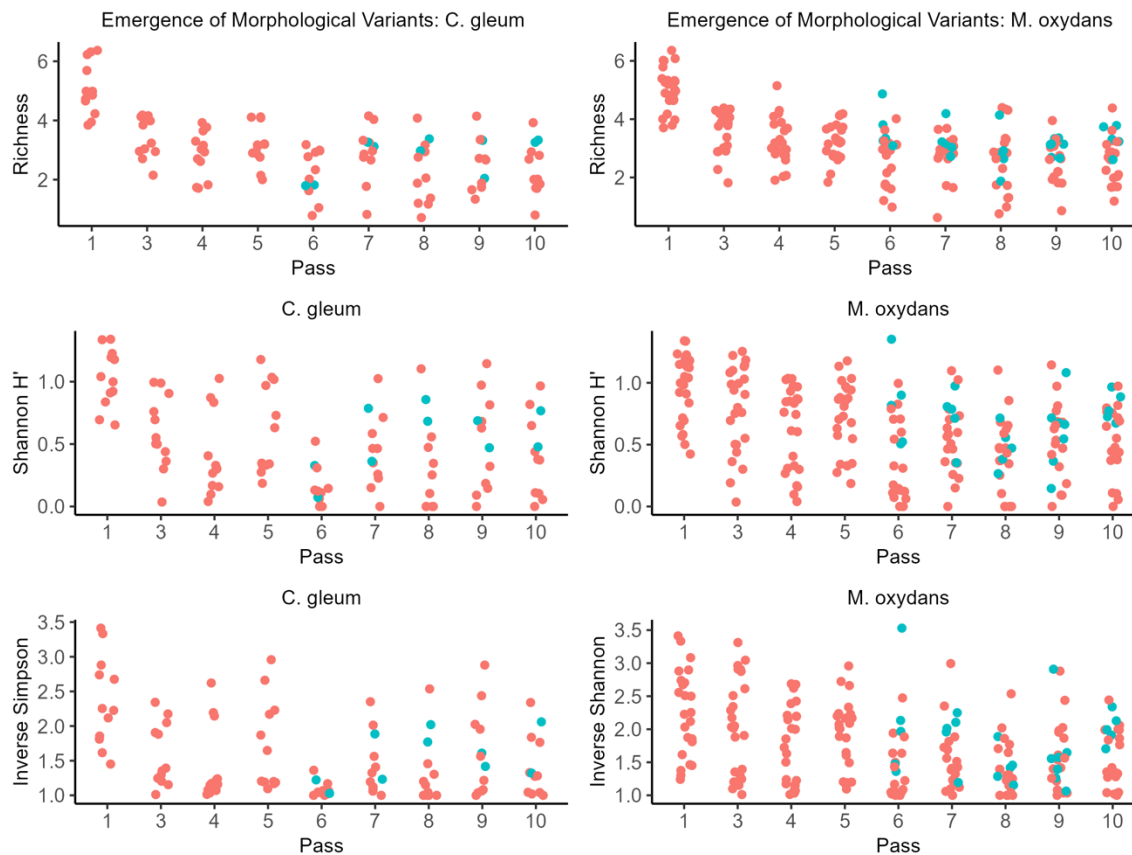 Emergence of Morphological Variants: C. gleum
6
4
2
Richness
1 3 4 5 6 7 8 9 10
Pass
Emergence of Morphological Variants: M. oxydans
6
4
2
Richness
1 3 4 5 6 7 8 9 10
Pass
C. gleum
1.0
0.5
0.0
Shannon H'
1 3 4 5 6 7 8 9 10
Pass
M. oxydans
1.0
0.5
0.0
Shannon H'
1 3 4 5 6 7 8 9 10
Pass
C. gleum
3.5
3.0
2.5
2.0
1.5
1.0
Inverse Simpson
1 3 4 5 6 7 8 9 10
Pass
M. oxydans
3.5
3.0
2.5
2.0
1.5
1.0
Inverse Shannon
1 3 4 5 6 7 8 9 10
Pass